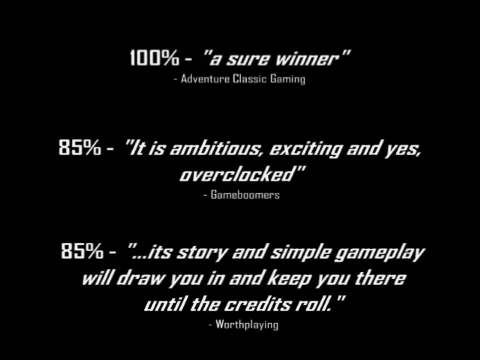 100% - "a sure winner"
- Adventure Classic Gaming
85% - "It is ambitious, exciting and yes,
overclocked"
- Gameboomers
85% - "...its story and simple gameplay
will draw you in and keep you there
until the credits roll."
- Worthplaying